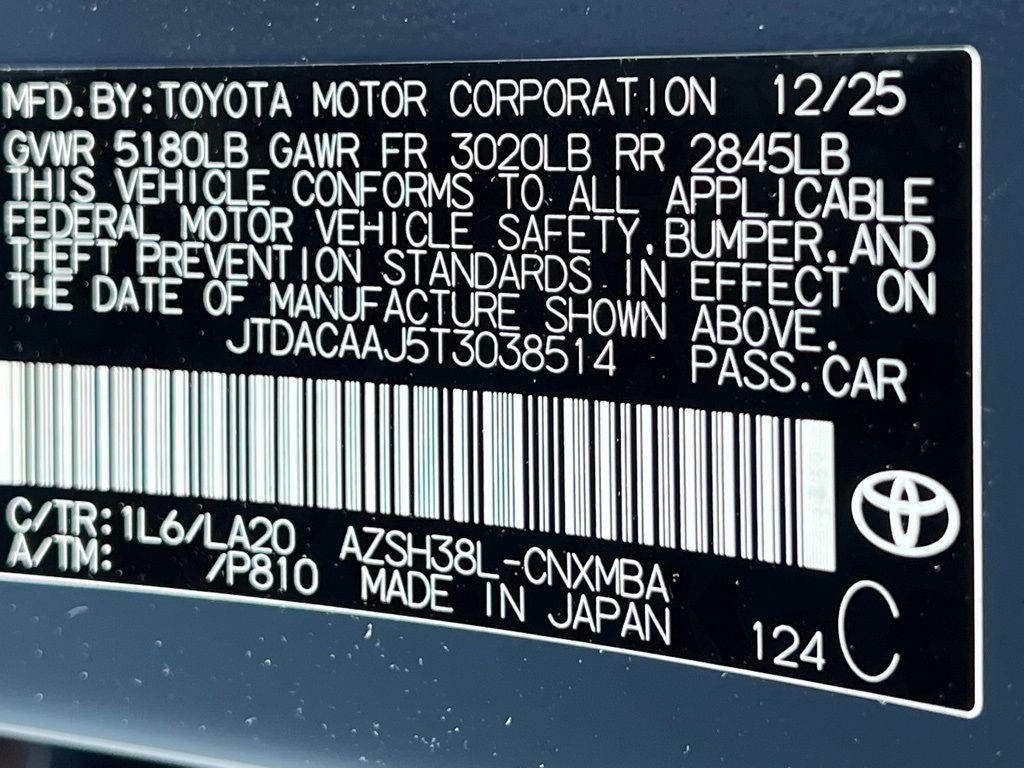 MFD. BY: TOYOTA MOTOR CORPORATION 12/25
GVWR 5180LB GAWR FR 3020LB RR 2845LB
THIS VEHICLE CONFORMS TO ALL APPLICABLE
FEDERAL MOTOR VEHICLE SAFETY, BUMPER, AND
THEFT PREVENTION STANDARDS IN EFFECT ON
THE DATE OF MANUFACTURE SHOWN ABOVE.
JTDACAAJ5T3038514 PASS. CAR
C/TR: 1L6/LA20 AZSH38L-CNXMBA
A/TM: /P810 MADE IN JAPAN
124 C